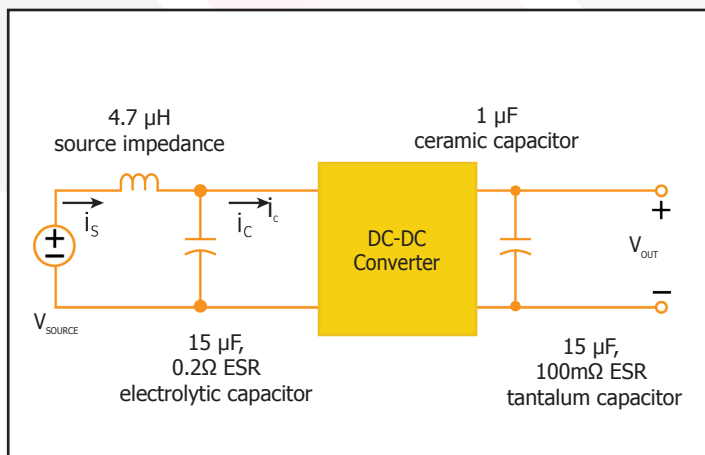 4.7 µH
source impedance
1 µF
ceramic capacitor
iS
iC
ic
DC-DC
Converter
+
−
+
VOUT
−
VSOURCE
15 µF,
0.2Ω ESR
electrolytic capacitor
15 µF,
100mΩ ESR
tantalum capacitor